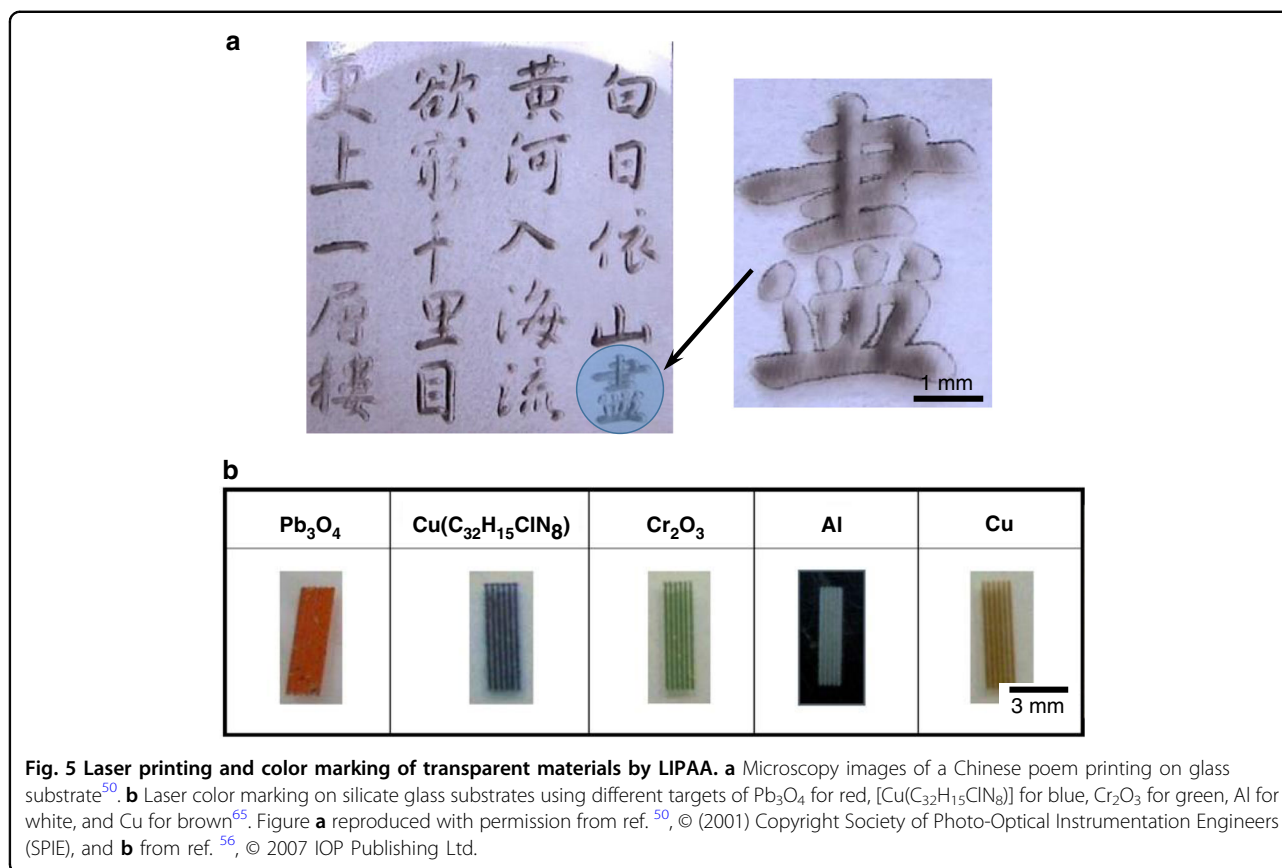 a
白日依山盡
黃河入海流
欲窮千里目
更上一層樓
盡
1 mm
b
Pb₃O₄ Cu(C₃₂H₁₅ClN₈) Cr₂O₃ Al Cu
3 mm
Fig. 5 Laser printing and color marking of transparent materials by LIPAA. a Microscopy images of a Chinese poem printing on glass
substrate⁵⁰. b Laser color marking on silicate glass substrates using different targets of Pb₃O₄ for red, [Cu(C₃₂H₁₅ClN₈)] for blue, Cr₂O₃ for green, Al for
white, and Cu for brown⁶⁵. Figure a reproduced with permission from ref. ⁵⁰, © (2001) Copyright Society of Photo-Optical Instrumentation Engineers
(SPIE), and b from ref. ⁵⁶, © 2007 IOP Publishing Ltd.